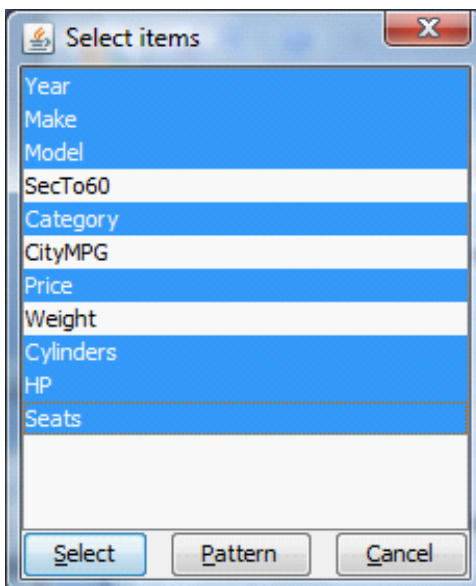 Select items
Year
Make
Model
SecTo60
Category
CityMPG
Price
Weight
Cylinders
HP
Seats
Select Pattern Cancel